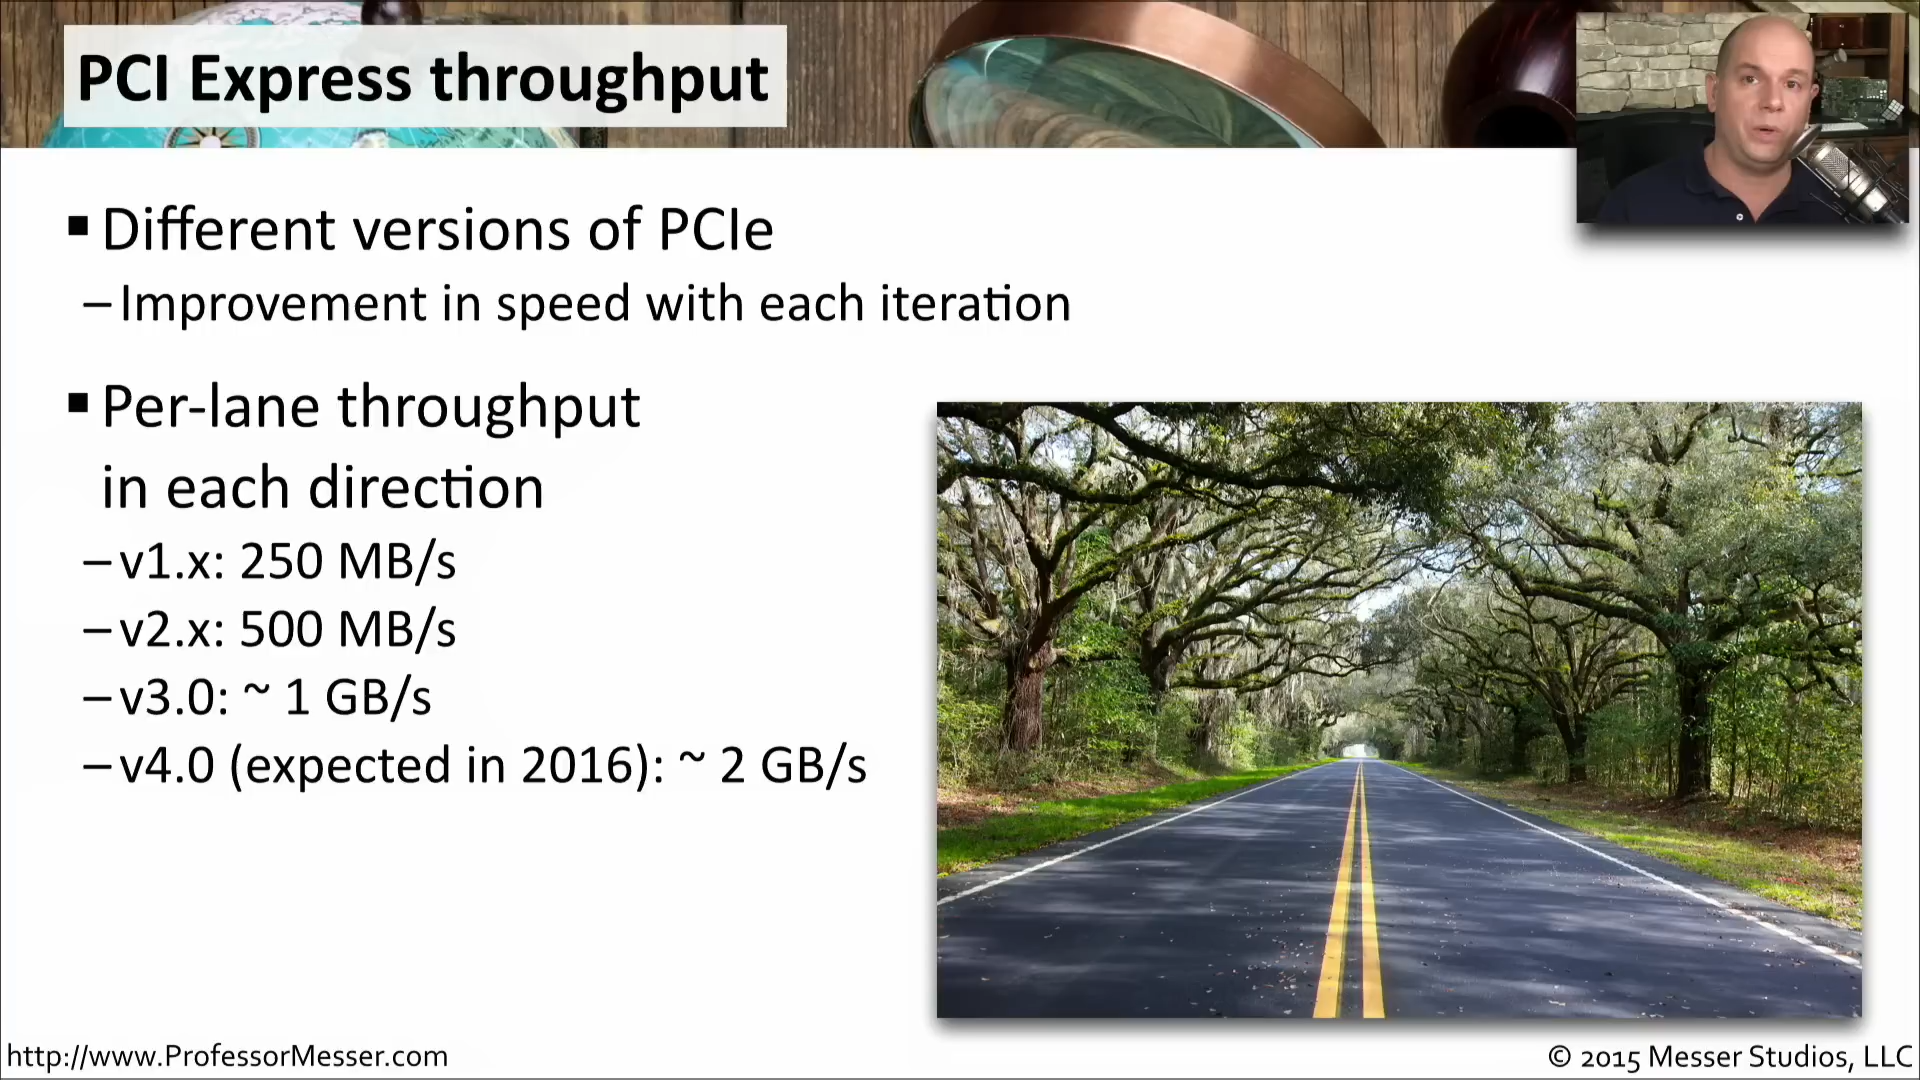 PCI Express throughput
▪ Different versions of PCIe
– Improvement in speed with each iteration
▪ Per-lane throughput
in each direction
– v1.x: 250 MB/s
– v2.x: 500 MB/s
– v3.0: ~ 1 GB/s
– v4.0 (expected in 2016): ~ 2 GB/s
http://www.ProfessorMesser.com
© 2015 Messer Studios, LLC